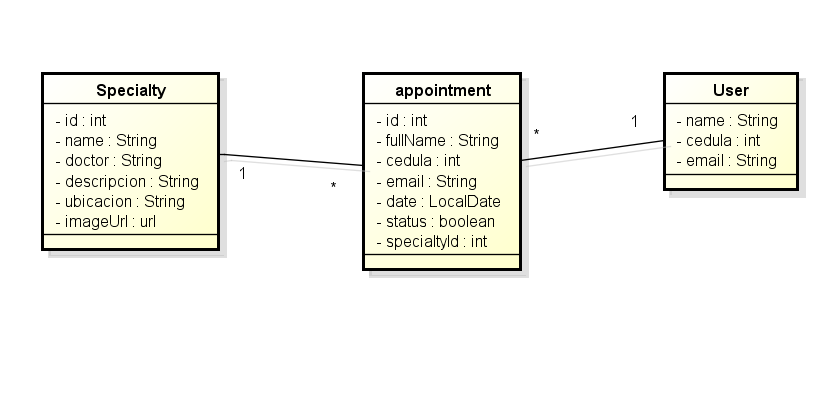 Specialty
- id : int
- name : String
- doctor : String
- descripcion : String
- ubicacion : String
- imageUrl : url
1
*
appointment
- id : int
- fullName : String
- cedula : int
- email : String
- date : LocalDate
- status : boolean
- specialtyId : int
*
1
User
- name : String
- cedula : int
- email : String